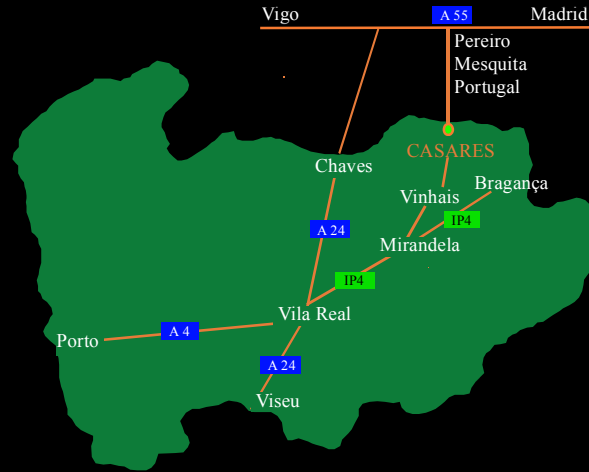 Vigo
A 55
Madrid
Pereiro
Mesquita
Portugal
CASARES
Chaves
Bragança
Vinhais
IP4
A 24
Mirandela
IP4
Vila Real
A 4
Porto
A 24
Viseu